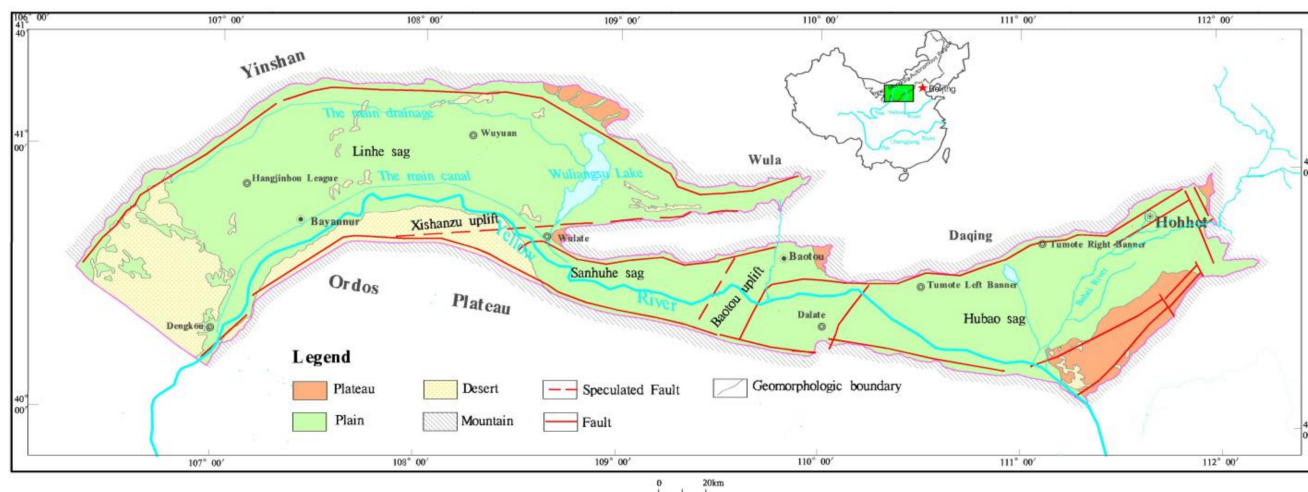 106° 00′
107° 00′
108° 00′
109° 00′
110° 00′
111° 00′
112° 00′
41°
40
Yinshan
The main drainage
Wuyuan
41°
00′
Linhe sag
Hangjinhou League
The main canal
Wuliangsu Lake
Wula
Beijing
Bayannur
Xishanzu uplift
Yellow
Wulate
Daqing
Hohhot
Tumote Right-Banner
Baotou
Sanhuhe sag
Ordos
Plateau
River
Baotou uplift
Tumote Left Banner
Dalate
Hubao sag
Dengkou
40°
00′
Legend
Plateau
Desert
Speculated Fault
Geomorphologic boundary
Plain
Mountain
Fault
107° 00′
108° 00′
109° 00′
110° 00′
111° 00′
112° 00′
0 20km